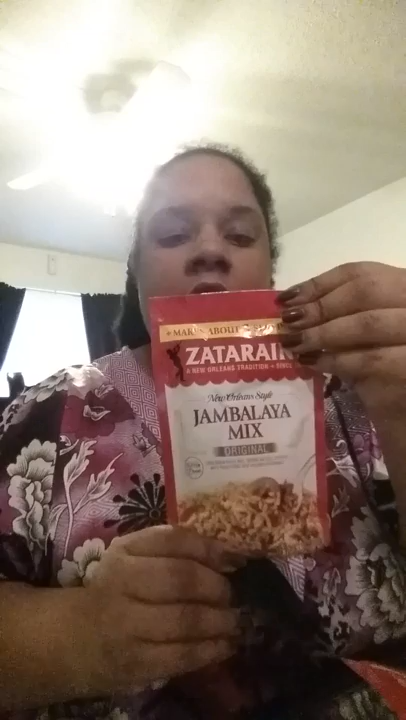 MAKES ABOUT
ZATARAIN
A NEW ORLEANS TRADITION
New Orleans Style
JAMBALAYA
MIX
ORIGINAL